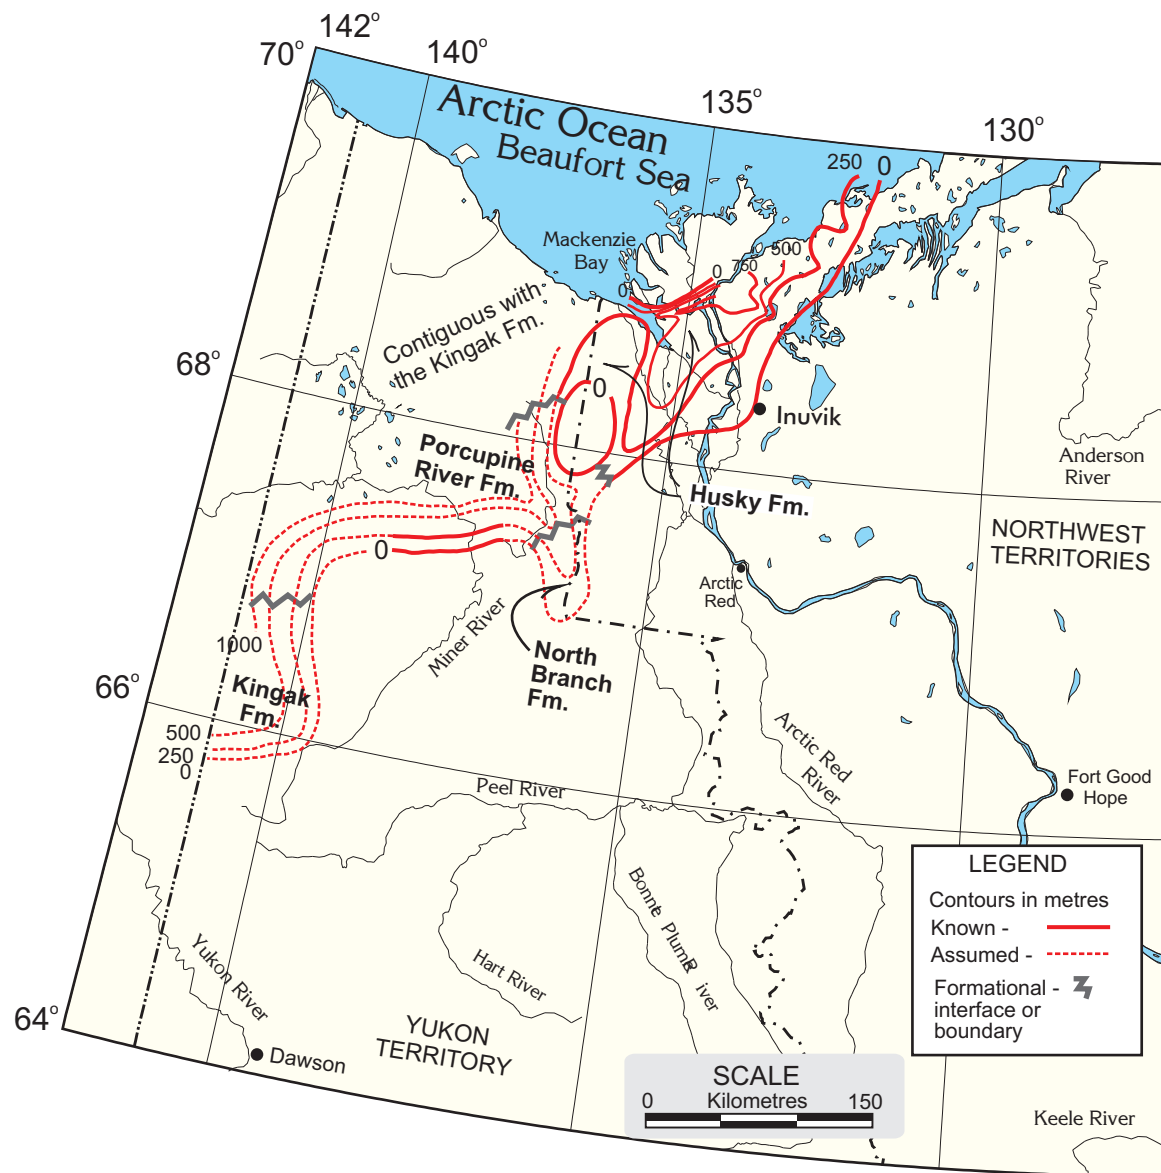 142°
70°
140°
135°
130°
Arctic Ocean
Beaufort Sea
250
0
Mackenzie
Bay
0
0
750
500
Contiguous with
the Kingak Fm.
68°
0
Inuvik
Anderson
River
Porcupine
River Fm.
Husky Fm.
NORTHWEST
TERRITORIES
0
Arctic
Red
Miner River
1000
North
Branch
Fm.
66°
Kingak
Fm.
500
250
0
Arctic Red
River
Peel River
Fort Good
Hope
Bonne Plume R iver
Hart River
Yukon River
64°
YUKON
TERRITORY
Dawson
LEGEND
Contours in metres
Known -
Assumed -
Formational -
interface or
boundary
SCALE
0 Kilometres 150
Keele River